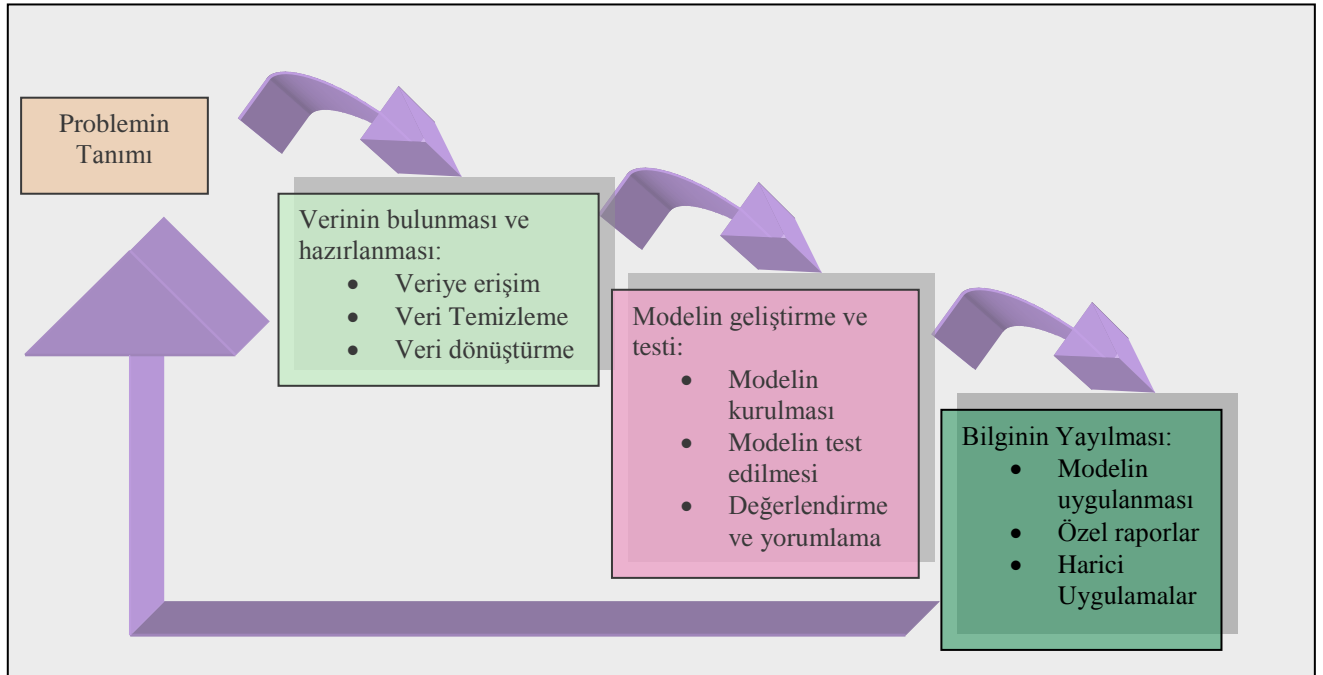 Problemin
Tanımı
Verinin bulunması ve
hazırlanması:
• Veriye erişim
• Veri Temizleme
• Veri dönüştürme
Modelin geliştirme ve
testi:
• Modelin
kurulması
• Modelin test
edilmesi
• Değerlendirme
ve yorumlama
Bilginin Yayılması:
• Modelin
uygulanması
• Özel raporlar
• Harici
Uygulamalar